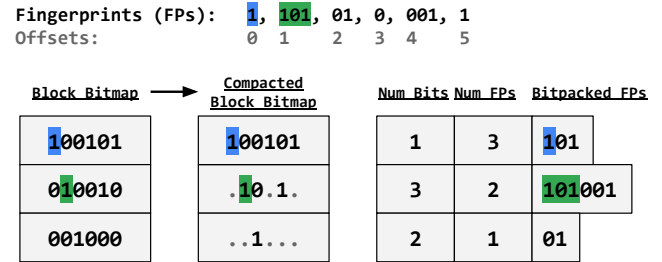 Fingerprints (FPs): 1, 101, 01, 0, 001, 1
Offsets: 0 1 2 3 4 5
Block Bitmap
Compacted
Block Bitmap
Num Bits Num FPs Bitpacked FPs
100101 100101 1 3 101
010010 .10.1. 3 2 101001
001000 ..1... 2 1 01